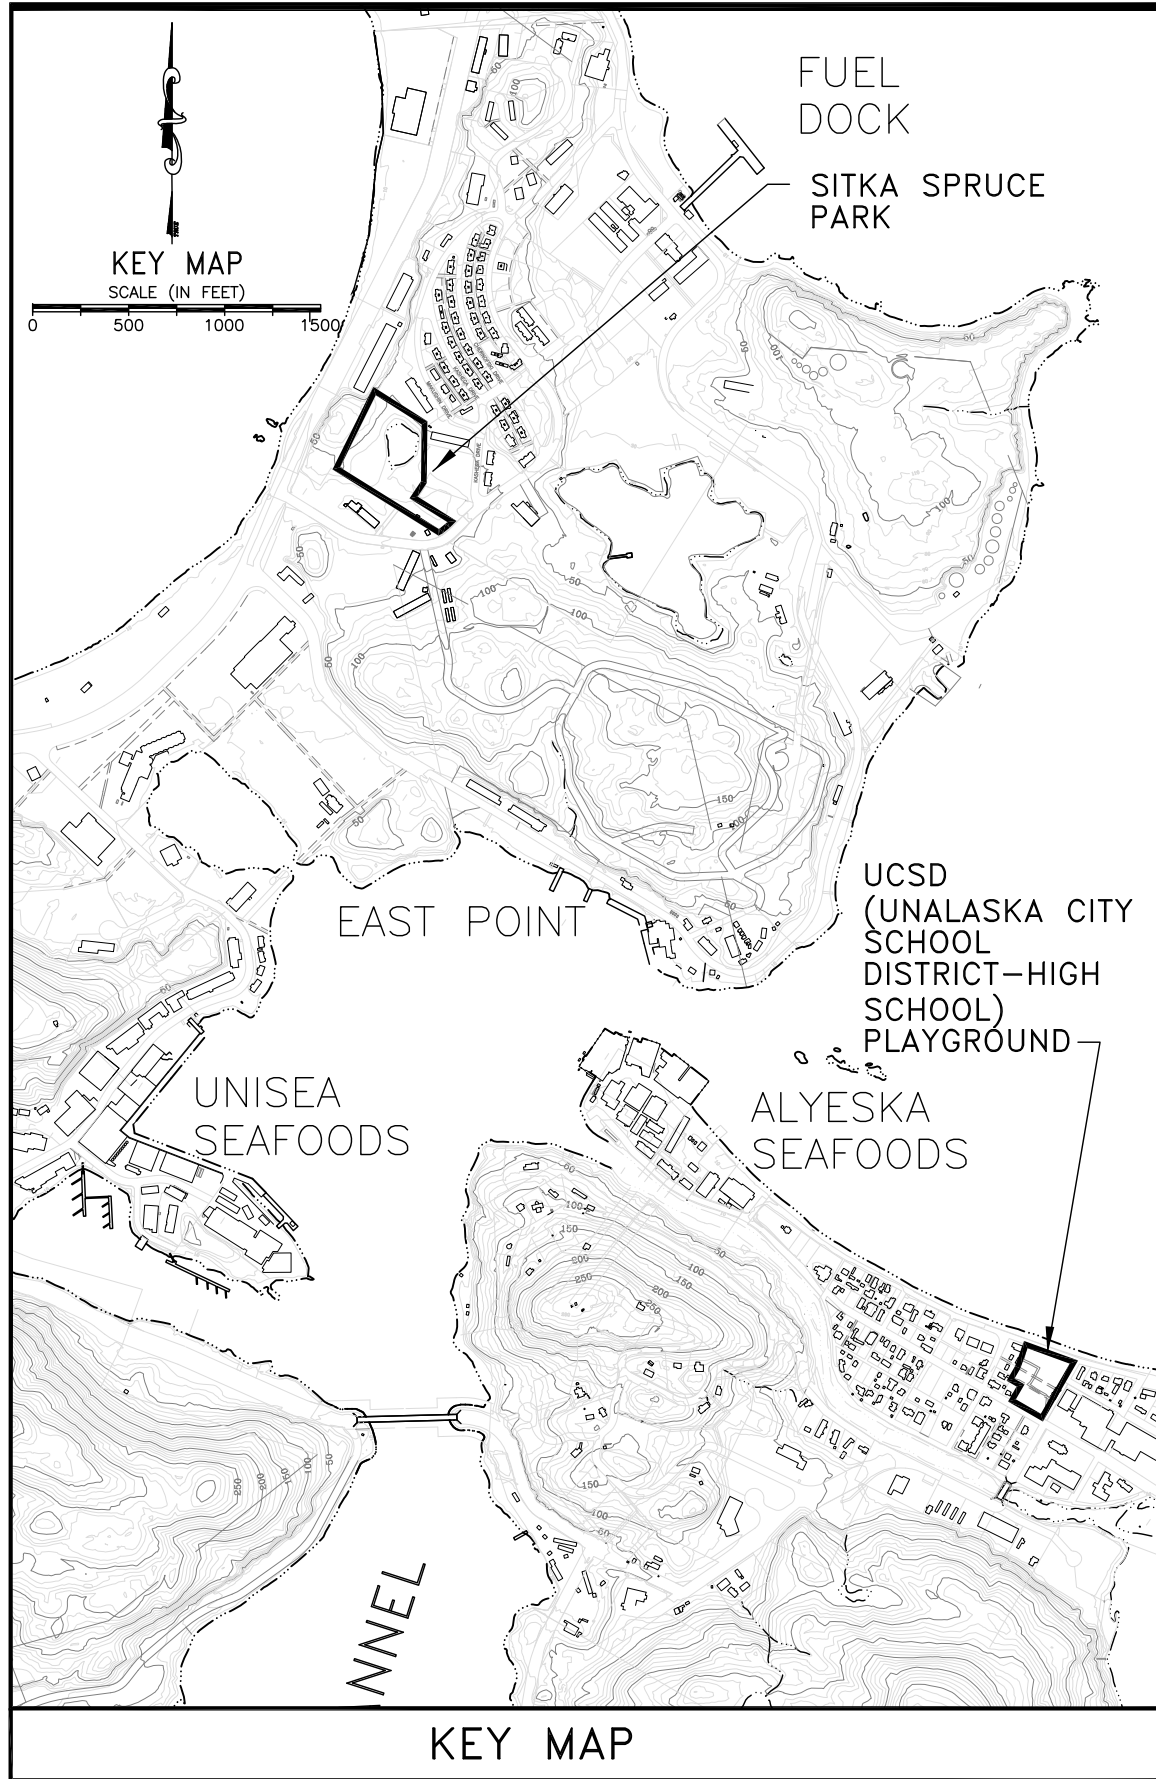 FUEL
DOCK
SITKA SPRUCE
PARK
KEY MAP
SCALE (IN FEET)
0 500 1000 1500
EAST POINT
UCSD
(UNALASKA CITY
SCHOOL
DISTRICT-HIGH
SCHOOL)
PLAYGROUND
UNISEA
SEAFOODS
ALYESKA
SEAFOODS
NNEL
KEY MAP